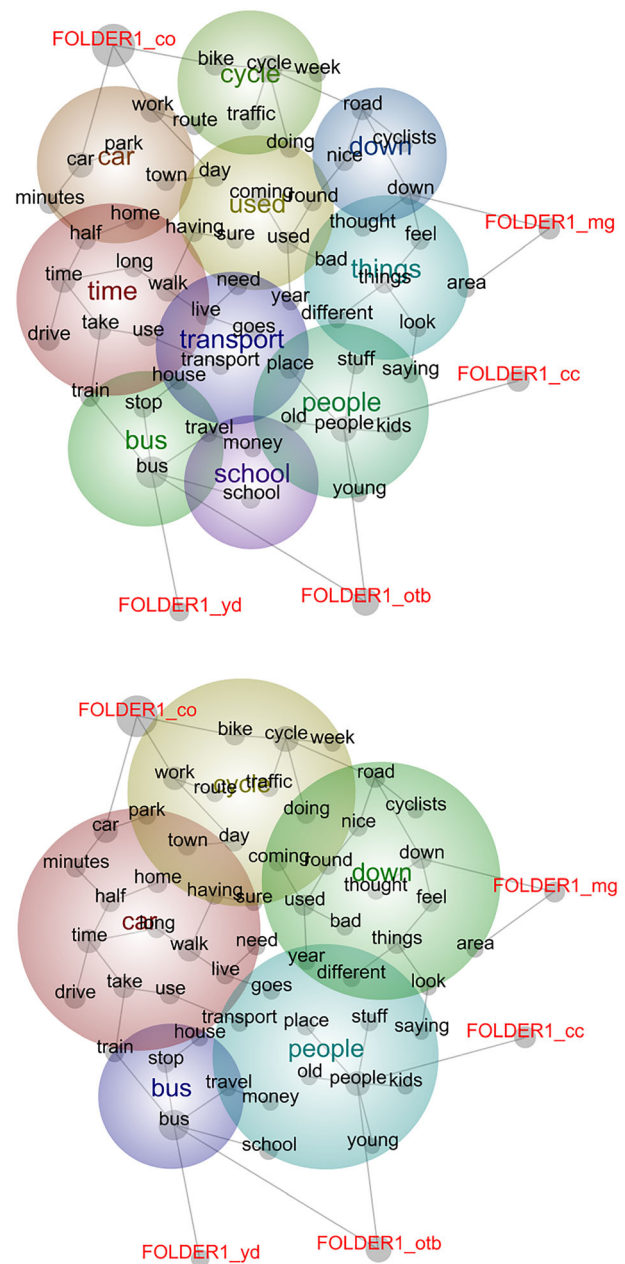 FOLDER1_co
bike
cycle
week
cycle
work
route
traffic
road
cyclists
down
nice
doing
park
car
car
town
day
coming
round
used
down
minutes
home
half
having
sure
used
thought
feel
FOLDER1_mg
bad
things
things
area
time
long
time
walk
need
year
live
goes
different
look
drive
take
use
transport
transport
place
stuff
saying
FOLDER1_cc
house
train
stop
people
old
people
kids
bus
travel
money
bus
school
school
young
FOLDER1_yd
FOLDER1_otb
FOLDER1_co
bike
cycle
week
work
route
traffic
cycle
road
park
car
doing
cyclists
nice
town
day
minutes
coming
round
down
down
home
half
having
sure
used
thought
feel
FOLDER1_mg
car
long
bad
time
walk
need
things
area
year
live
goes
different
look
drive
take
use
transport
place
stuff
saying
FOLDER1_cc
house
train
stop
people
old
people
kids
bus
travel
money
bus
school
young
FOLDER1_yd
FOLDER1_otb